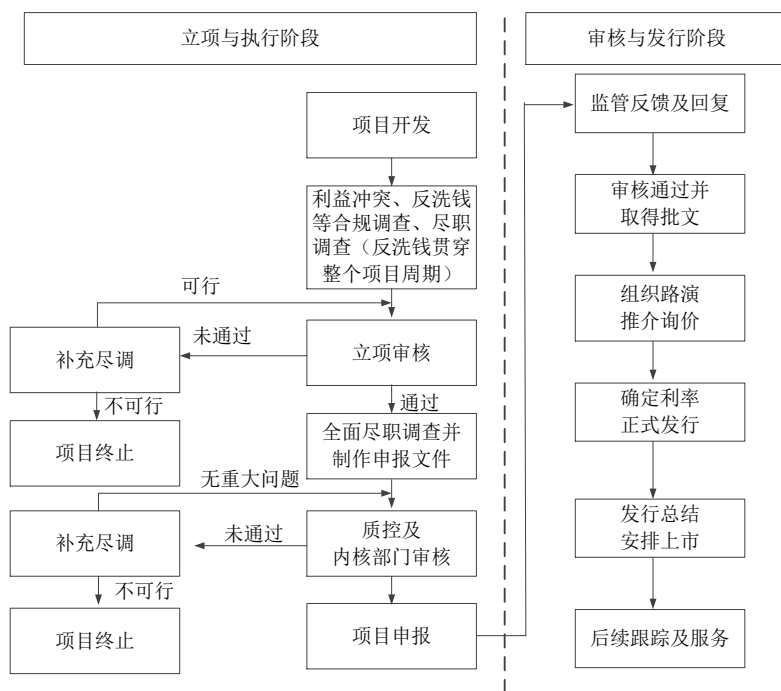 立项与执行阶段
审核与发行阶段
项目开发
利益冲突、反洗钱
等合规调查、尽职
调查（反洗钱贯穿
整个项目周期）
可行
立项审核
未通过
补充尽调
不可行
项目终止
通过
全面尽职调查并
制作申报文件
无重大问题
质控及
内核部门审核
未通过
补充尽调
不可行
项目终止
项目申报
监管反馈及回复
审核通过并
取得批文
组织路演
推介询价
确定利率
正式发行
发行总结
安排上市
后续跟踪及服务